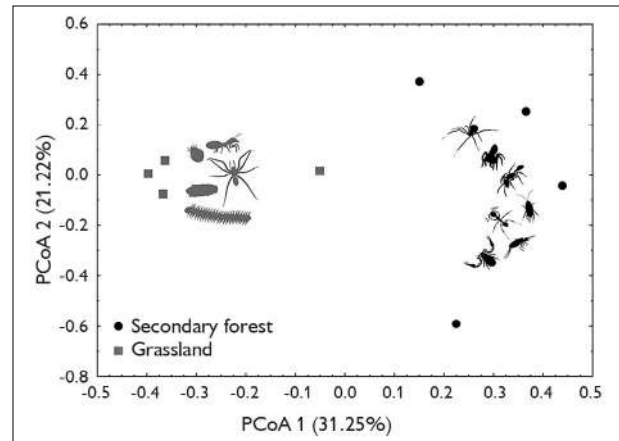 0.6
0.4
0.2
0.0
-0.2
-0.4
-0.6
-0.8
PCoA 2 (21.22%)
Secondary forest
Grassland
-0.5 -0.4 -0.3 -0.2 -0.1 0.0 0.1 0.2 0.3 0.4 0.5
PCoA 1 (31.25%)